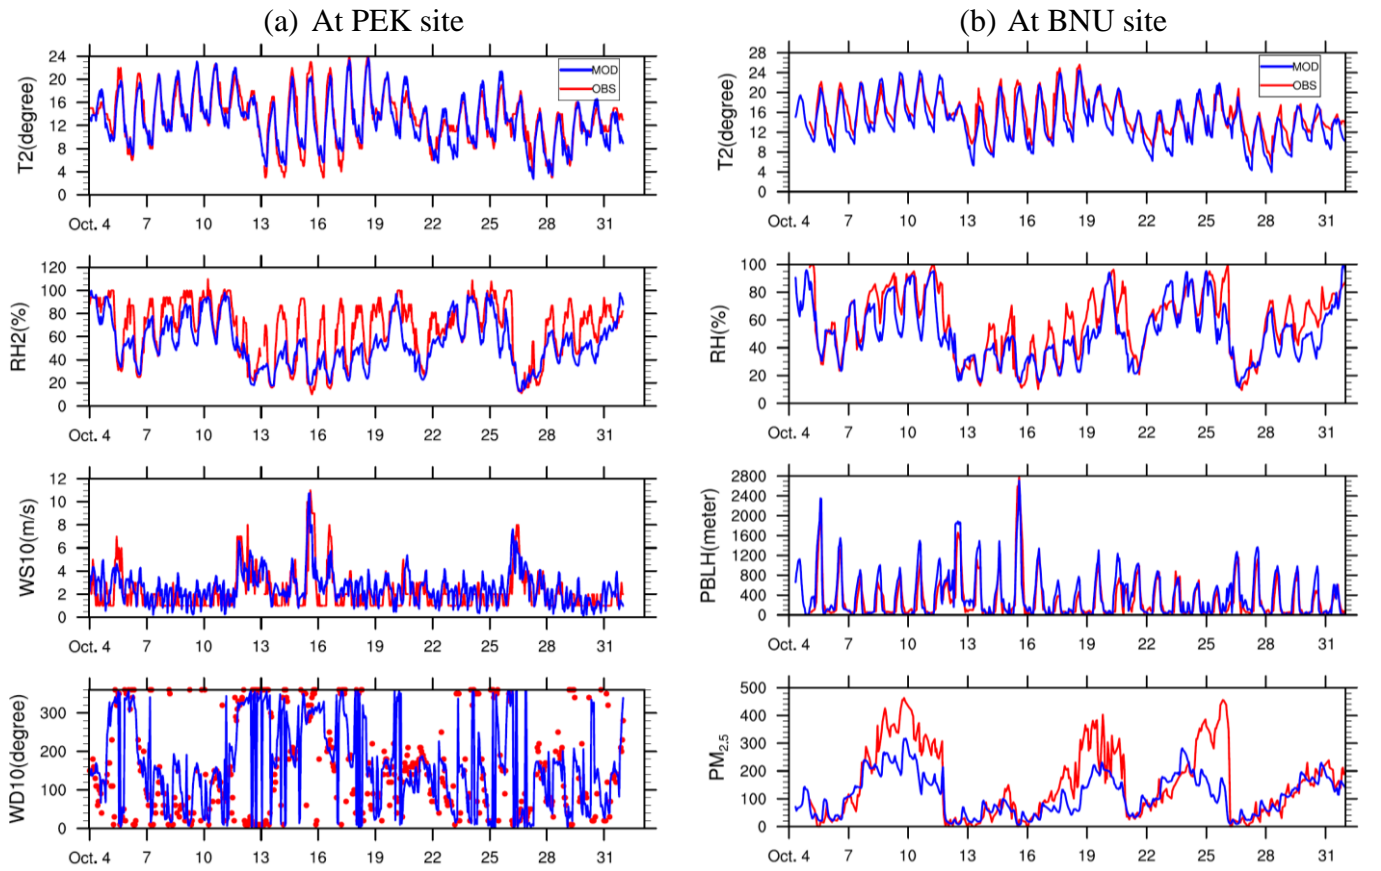 (a) At PEK site
(b) At BNU site
T2(degree)
24
20
16
12
8
4
0
MOD
OBS
Oct. 4 7 10 13 16 19 22 25 28 31
T2(degree)
28
24
20
16
12
8
4
0
MOD
OBS
Oct. 4 7 10 13 16 19 22 25 28 31
RH2(%)
120
100
80
60
40
20
0
Oct. 4 7 10 13 16 19 22 25 28 31
RH(%)
100
80
60
40
20
0
Oct. 4 7 10 13 16 19 22 25 28 31
WS10(m/s)
12
10
8
6
4
2
0
Oct. 4 7 10 13 16 19 22 25 28 31
PBLH(meter)
2800
2400
2000
1600
1200
800
400
0
Oct. 4 7 10 13 16 19 22 25 28 31
WD10(degree)
300
200
100
0
Oct. 4 7 10 13 16 19 22 25 28 31
PM2.5
500
400
300
200
100
0
Oct. 4 7 10 13 16 19 22 25 28 31